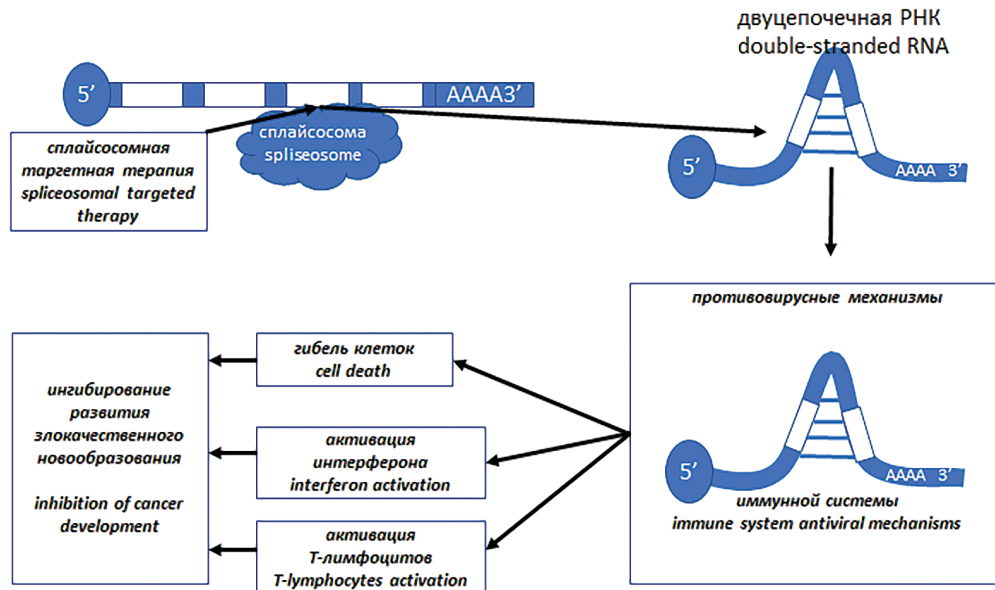 двуцепочечная РНК
double-stranded RNA
5’
AAAA3’
сплайсосома
spliseosome
сплайсосомная
таргетная терапия
spliceosomal targeted
therapy
5’
AAAA 3’
противовирусные механизмы
5’
AAAA 3’
иммунной системы
immune system antiviral mechanisms
гибель клеток
cell death
активация
интерферона
interferon activation
активация
Т-лимфоцитов
T-lymphocytes activation
ингибирование
развития
злокачественного
новообразования
inhibition of cancer
development